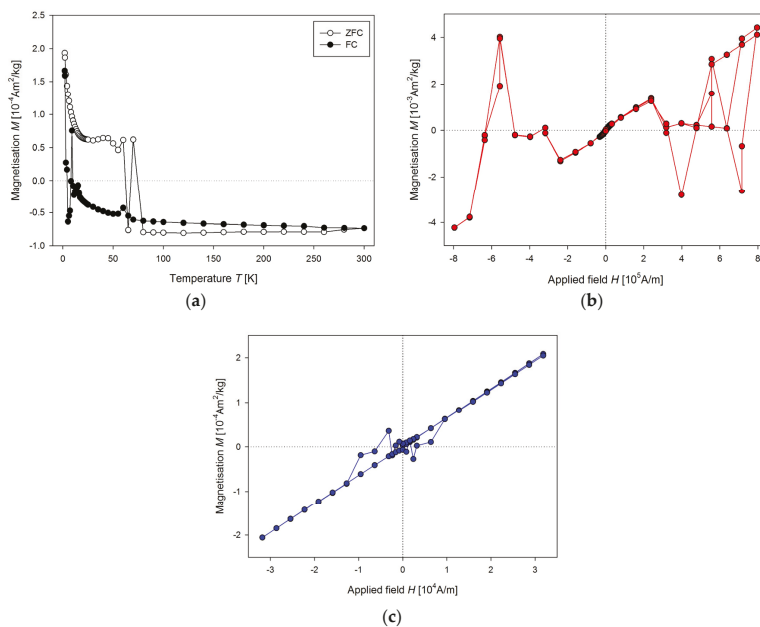 2.5
2.0
1.5
1.0
0.5
0.0
-0.5
-1.0
Magnetisation M [10⁻⁴Am²/kg]
ZFC
FC
0 50 100 150 200 250 300
Temperature T [K]
(a)
4
2
0
-2
-4
Magnetisation M [10⁻³Am²/kg]
-8 -6 -4 -2 0 2 4 6 8
Applied field H [10⁵A/m]
(b)
2
1
0
-1
-2
Magnetisation M [10⁻⁴Am²/kg]
-3 -2 -1 0 1 2 3
Applied field H [10⁴A/m]
(c)